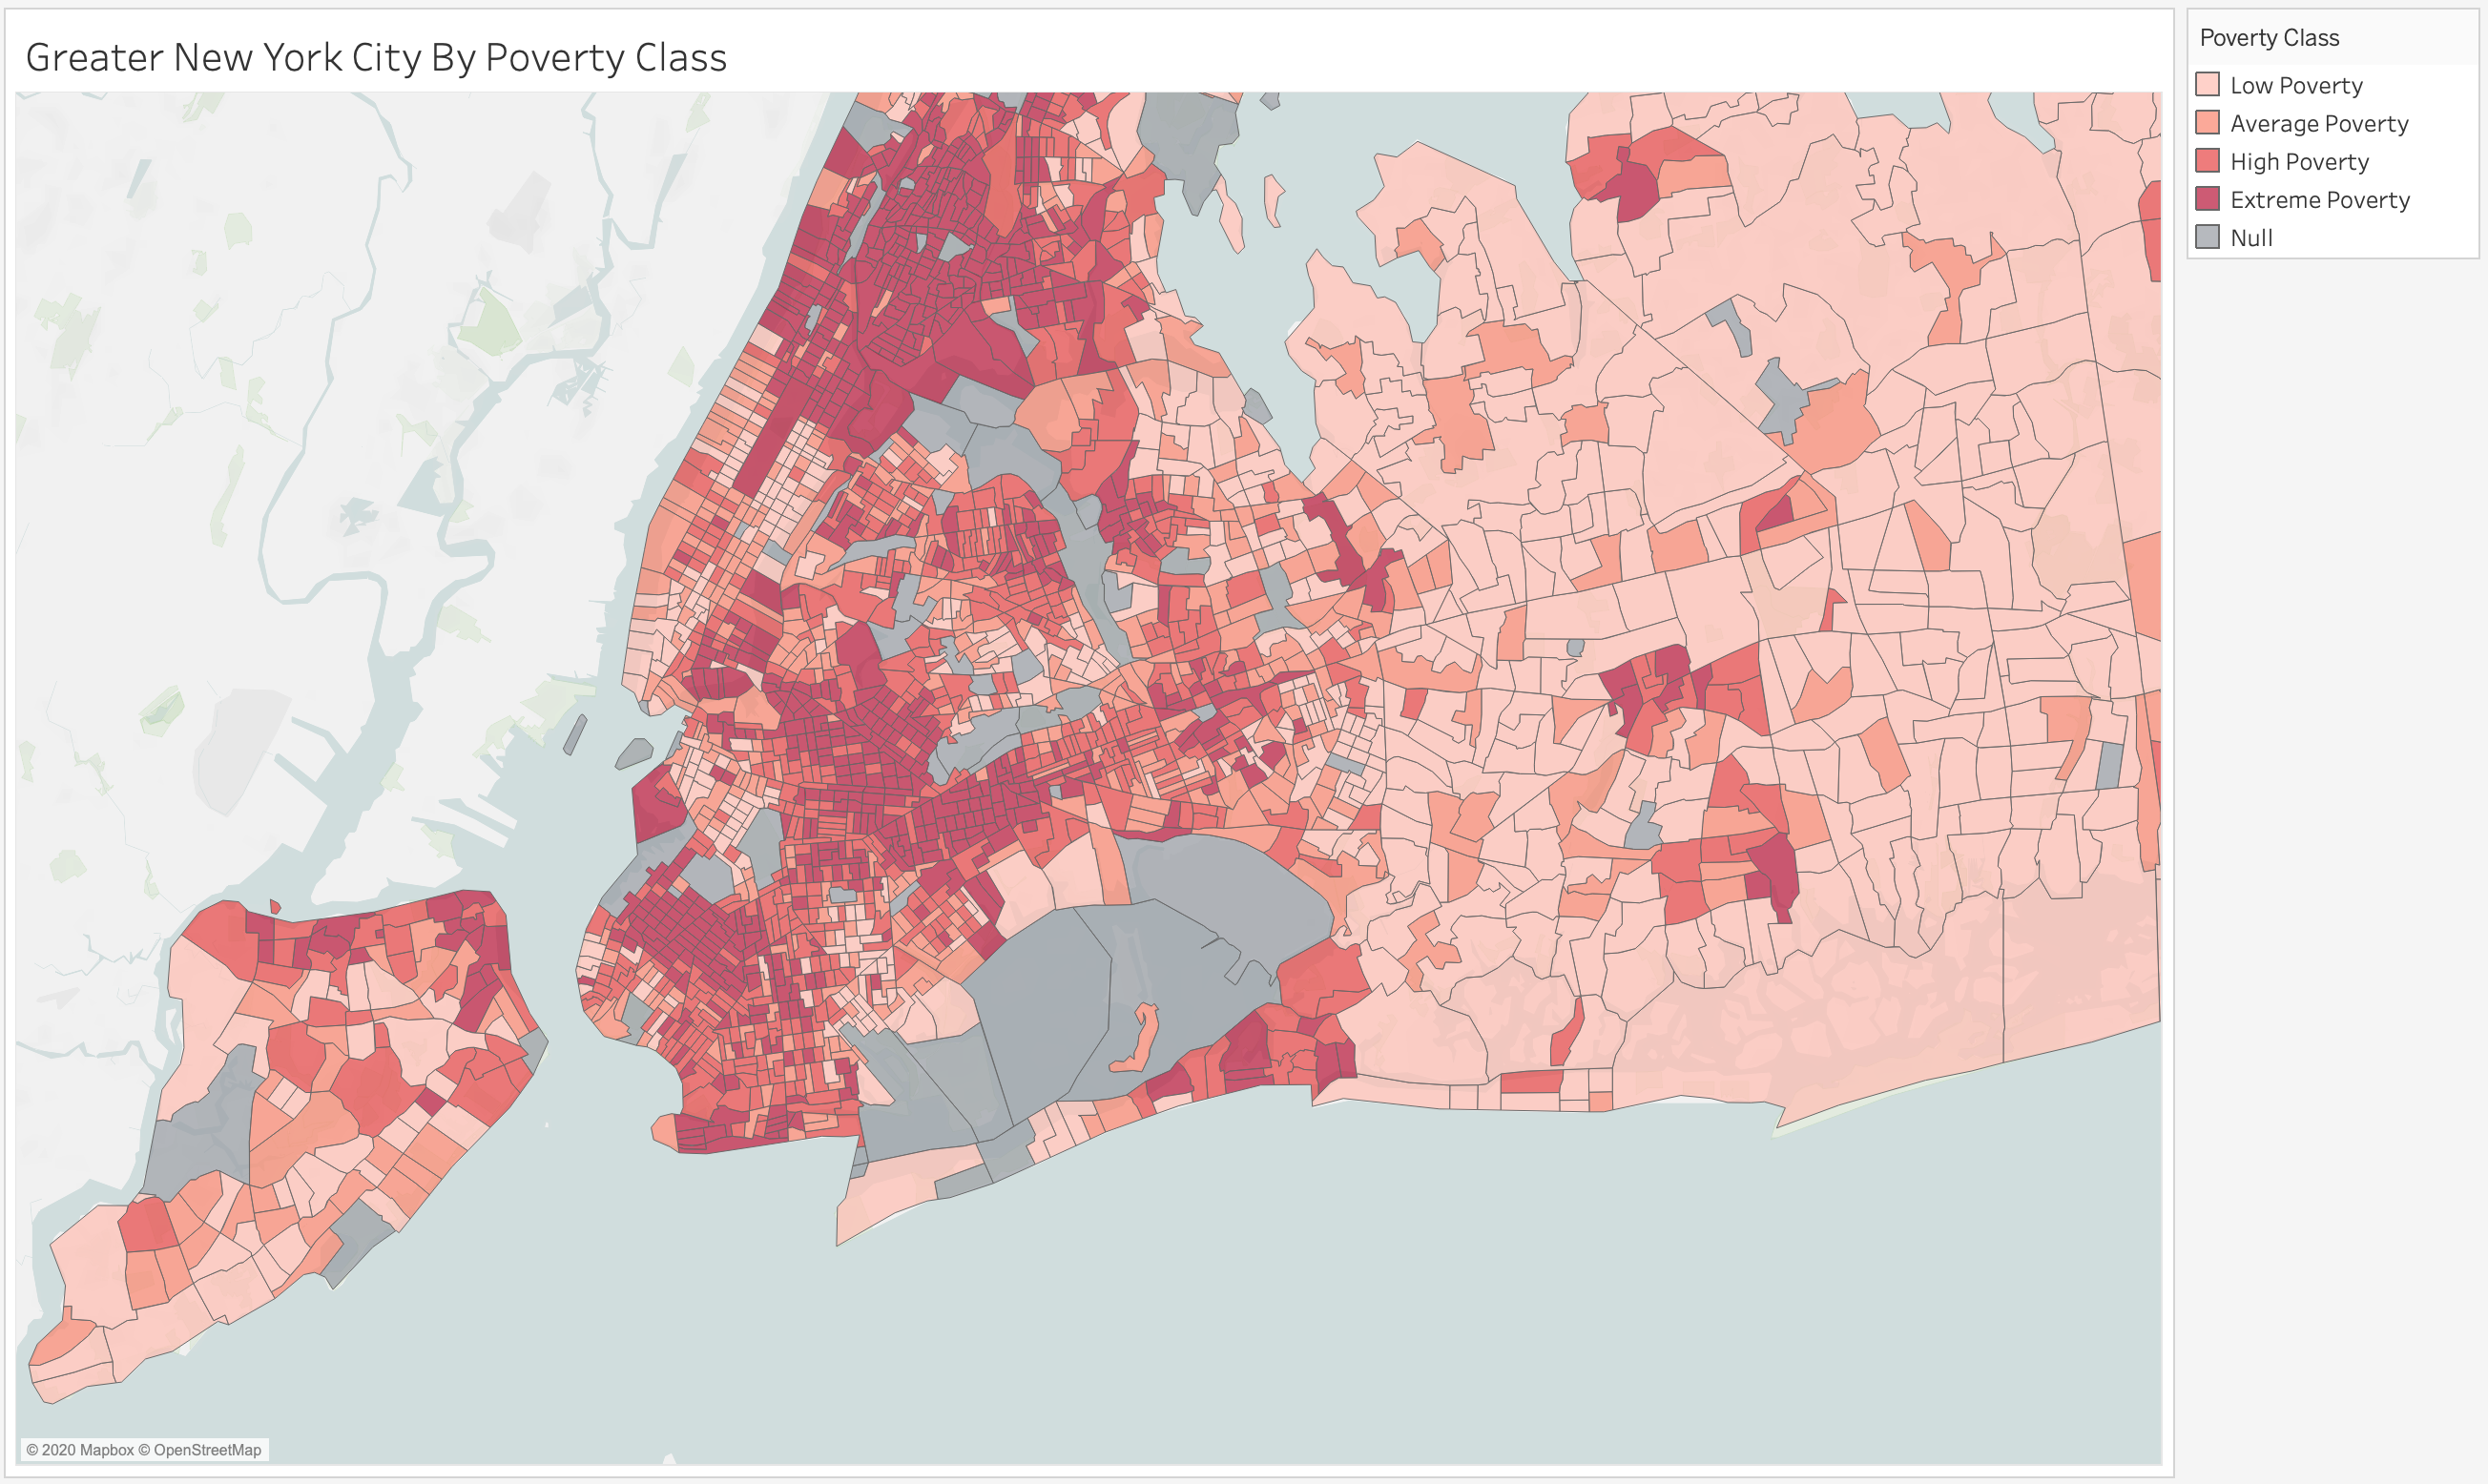 Greater New York City By Poverty Class
Poverty Class
Low Poverty
Average Poverty
High Poverty
Extreme Poverty
Null
© 2020 Mapbox © OpenStreetMap